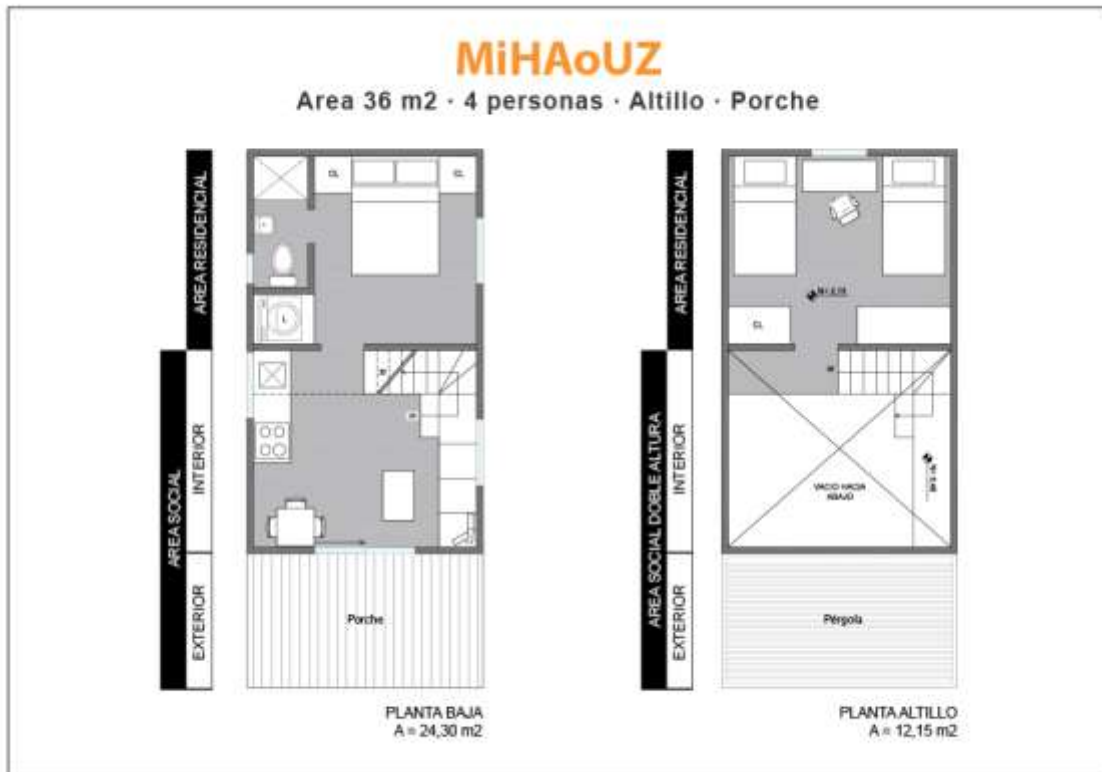 MiHAoUZ
Area 36 m2 · 4 personas · Altillo · Porche
AREA RESIDENCIAL
AREA SOCIAL
INTERIOR
EXTERIOR
CL
CL
L
Porche
PLANTA BAJA
A = 24,30 m2
AREA RESIDENCIAL
AREA SOCIAL DOBLE ALTURA
INTERIOR
EXTERIOR
CL
VACIO HACIA
ABAJO
Pérgola
PLANTA ALTILLO
A = 12,15 m2